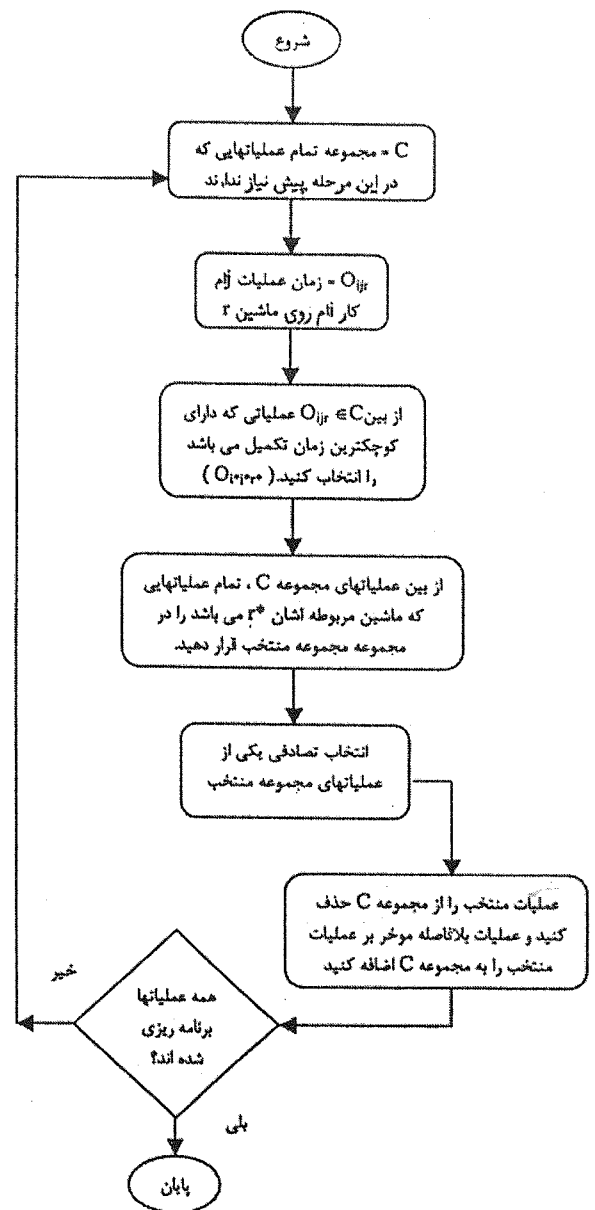 شروع
C = مجموعه تمام عملیاتهایی که
در این مرحله پیش نیاز ندارند
Oijr = زمان عملیات jام
کار iام روی ماشین r
از بین Oijr ∈ C عملیاتی که دارای
کوچکترین زمان تکمیل می باشد
را انتخاب کنید. (Oi*j*r*)
از بین عملیاتهای مجموعه C ، تمام عملیاتهایی
که ماشین مربوطه اشان r* می باشد را در
مجموعه مجموعه منتخب قرار دهید.
انتخاب تصادفی یکی از
عملیاتهای مجموعه منتخب
عملیات منتخب را از مجموعه C حذف
کنید و عملیات بلافاصله موخر بر عملیات
منتخب را به مجموعه C اضافه کنید
خیر
همه عملیاتها
برنامه ریزی
شده اند؟
بلی
پایان